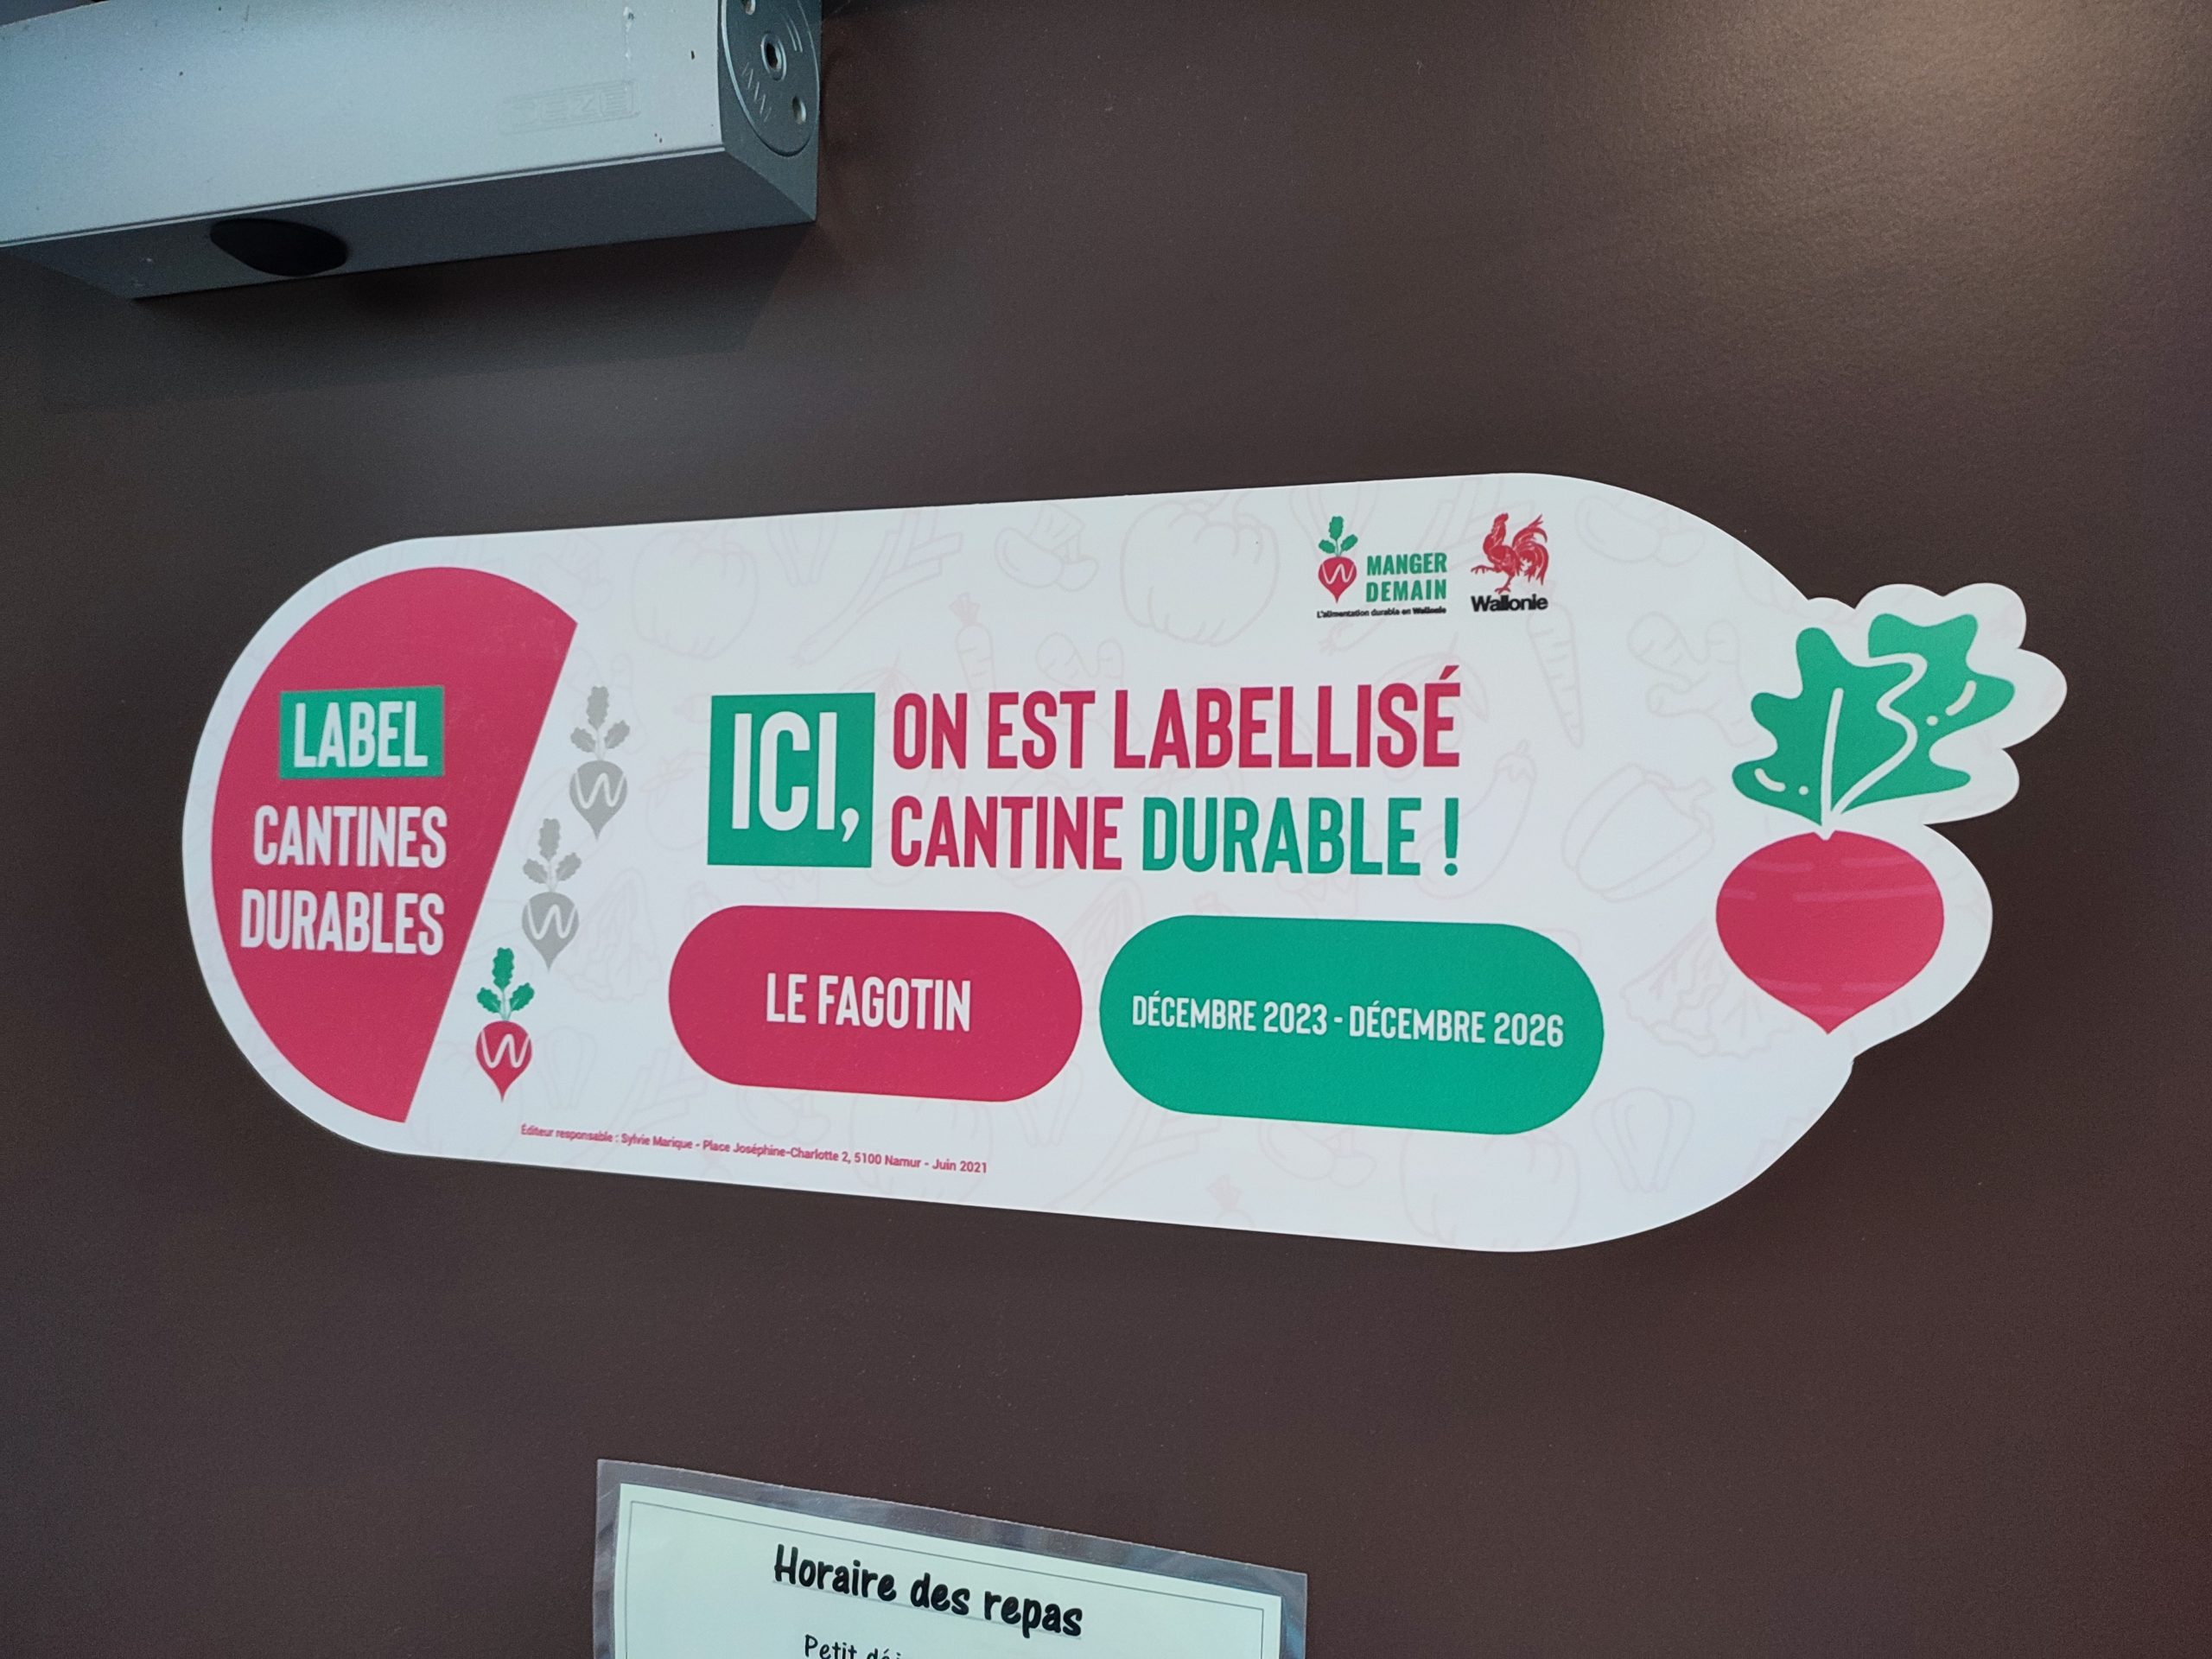 MANGER
DEMAIN
L'alimentation durable en Wallonie
Wallonie
LABEL
CANTINES
DURABLES
ICI,
ON EST LABELLISÉ
CANTINE DURABLE !
LE FAGOTIN
DÉCEMBRE 2023 - DÉCEMBRE 2026
Éditeur responsable : Sylvie Marique - Place Joséphine-Charlotte 2, 5100 Namur - Juin 2021
Horaire des repas
Petit